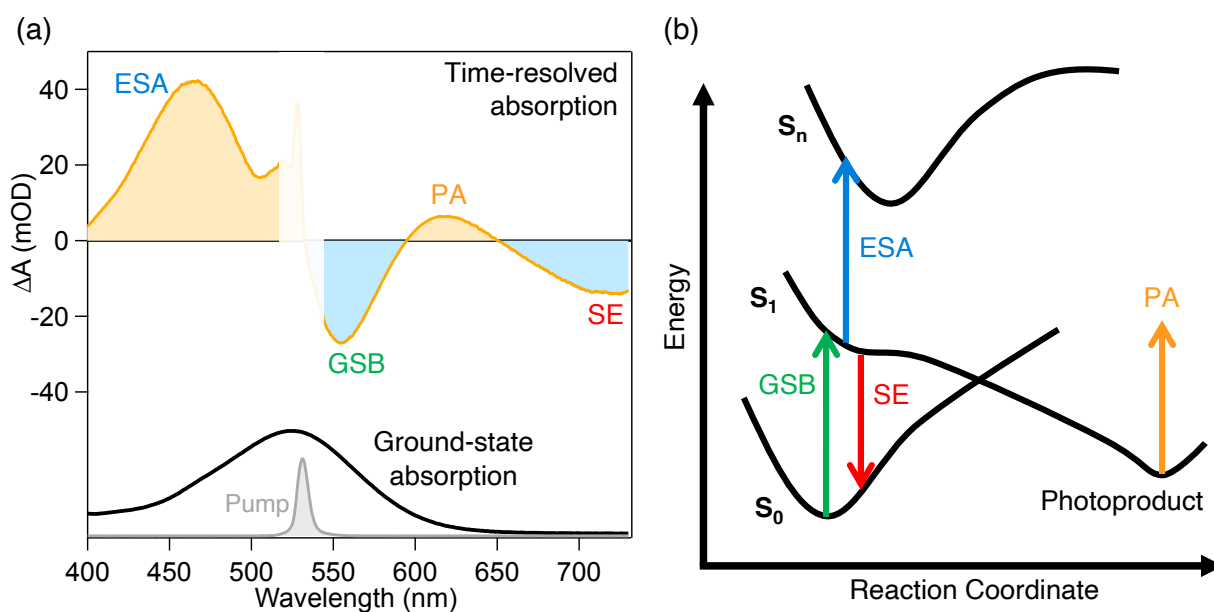 (a)
ESA
Time-resolved
absorption
PA
GSB
SE
ΔA (mOD)
40
20
0
-20
-40
Ground-state
absorption
Pump
400
450
500
550
600
650
700
Wavelength (nm)
(b)
Sn
S1
S0
ESA
GSB
SE
PA
Photoproduct
Energy
Reaction Coordinate